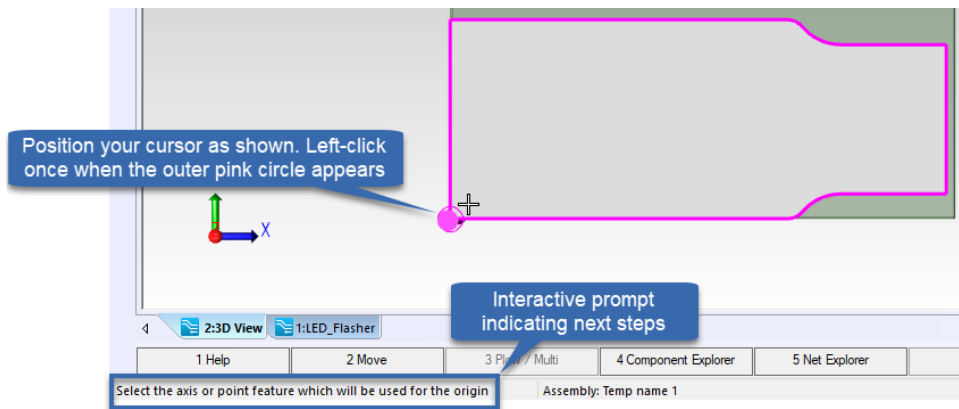 Position your cursor as shown. Left-click
once when the outer pink circle appears
X
Interactive prompt
indicating next steps
2:3D View 1:LED_Flasher
1 Help 2 Move 3 Plow / Multi 4 Component Explorer 5 Net Explorer
Select the axis or point feature which will be used for the origin Assembly: Temp name 1